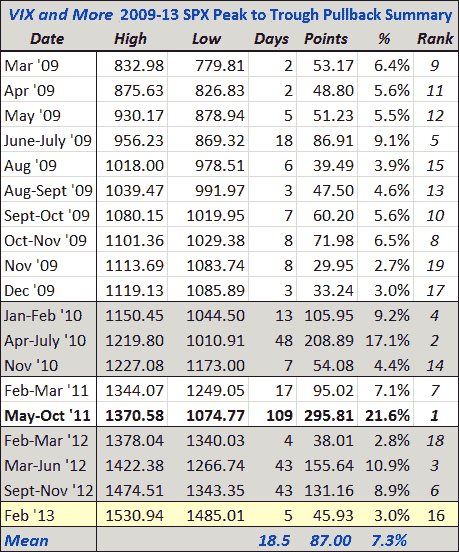 VIX and More 2009-13 SPX Peak to Trough Pullback Summary
Date High Low Days Points % Rank
Mar '09 832.98 779.81 2 53.17 6.4% 9
Apr '09 875.63 826.83 2 48.80 5.6% 11
May '09 930.17 878.94 5 51.23 5.5% 12
June-July '09 956.23 869.32 18 86.91 9.1% 5
Aug '09 1018.00 978.51 6 39.49 3.9% 15
Aug-Sept '09 1039.47 991.97 3 47.50 4.6% 13
Sept-Oct '09 1080.15 1019.95 7 60.20 5.6% 10
Oct-Nov '09 1101.36 1029.38 8 71.98 6.5% 8
Nov '09 1113.69 1083.74 8 29.95 2.7% 19
Dec '09 1119.13 1085.89 3 33.24 3.0% 17
Jan-Feb '10 1150.45 1044.50 13 105.95 9.2% 4
Apr-July '10 1219.80 1010.91 48 208.89 17.1% 2
Nov '10 1227.08 1173.00 7 54.08 4.4% 14
Feb-Mar '11 1344.07 1249.05 17 95.02 7.1% 7
May-Oct '11 1370.58 1074.77 109 295.81 21.6% 1
Feb-Mar '12 1378.04 1340.03 4 38.01 2.8% 18
Mar-Jun '12 1422.38 1266.74 43 155.64 10.9% 3
Sept-Nov '12 1474.51 1343.35 43 131.16 8.9% 6
Feb '13 1530.94 1485.01 5 45.93 3.0% 16
Mean 18.5 87.00 7.3%